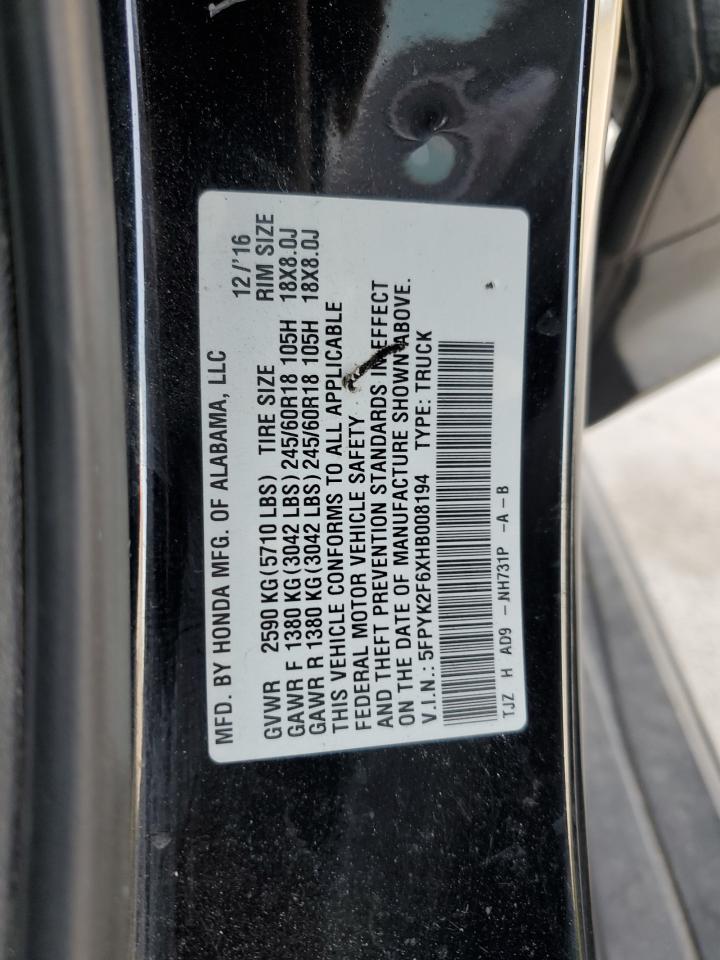 MFD. BY HONDA MFG. OF ALABAMA, LLC 12/'16
GVWR 2590 KG(5710 LBS) TIRE SIZE RIM SIZE
GAWR F 1380 KG(3042 LBS)245/60R18 105H 18X8.0J
GAWR R 1380 KG(3042 LBS)245/60R18 105H 18X8.0J
THIS VEHICLE CONFORMS TO ALL APPLICABLE
FEDERAL MOTOR VEHICLE SAFETY
AND THEFT PREVENTION STANDARDS IN EFFECT
ON THE DATE OF MANUFACTURE SHOWN ABOVE.
V.I.N.: 5FPYK2F6XHB008194 TYPE: TRUCK
TJZ H AD9 -NH731P -A-B